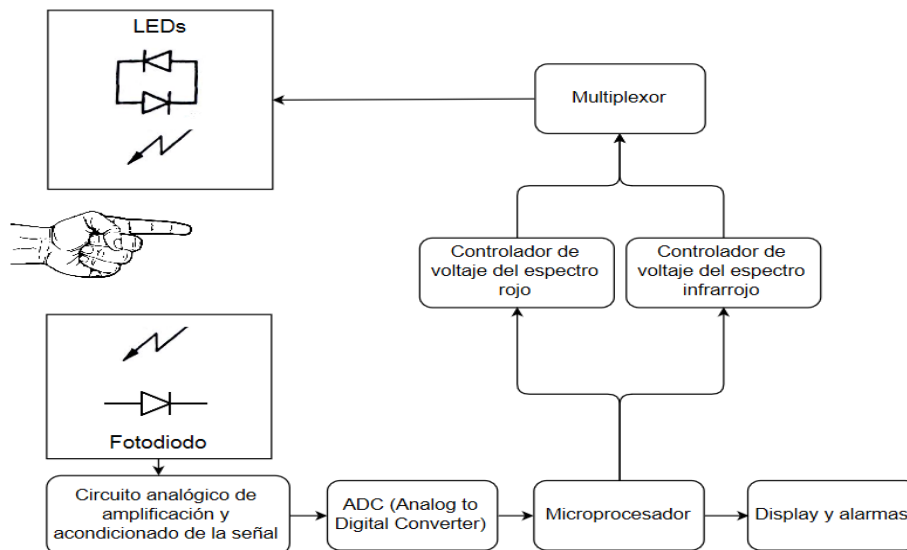 LEDs
Multiplexor
Controlador de
voltaje del espectro
rojo
Controlador de
voltaje del espectro
infrarrojo
Fotodiodo
Circuito analógico de
amplificación y
acondicionado de la señal
ADC (Analog to
Digital Converter)
Microprocesador
Display y alarmas